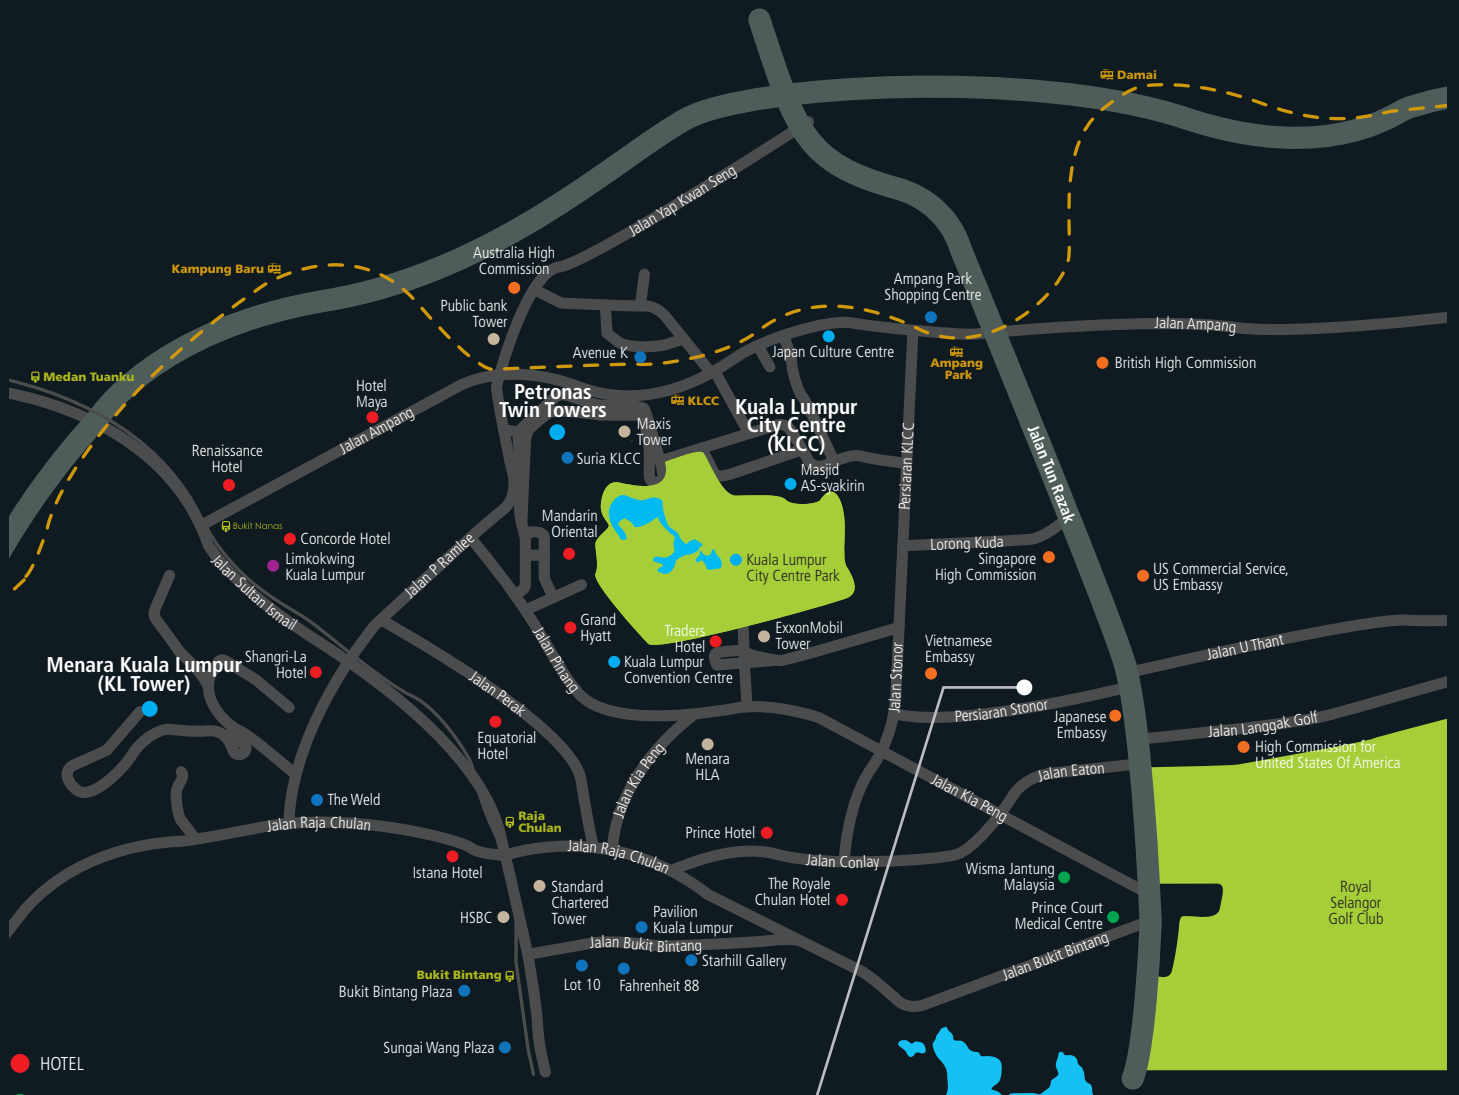 Damai
Jalan Yap Kwan Seng
Kampung Baru
Australia High
Commission
Ampang Park
Shopping Centre
Public bank
Tower
Jalan Ampang
Avenue K
Japan Culture Centre
Ampang
Park
British High Commission
Medan Tuanku
Hotel
Maya
Petronas
Twin Towers
KLCC
Kuala Lumpur
City Centre
(KLCC)
Jalan Ampang
Maxis
Tower
Renaissance
Hotel
Suria KLCC
Masjid
AS-syakirin
Persiaran KLCC
Jalan Tun Razak
Bukit Nanas
Mandarin
Oriental
Concorde Hotel
Limkokwing
Kuala Lumpur
Jalan P Ramlee
Kuala Lumpur
City Centre Park
Lorong Kuda
Singapore
High Commission
US Commercial Service,
US Embassy
Jalan Sultan Ismail
Grand
Hyatt
Traders
Hotel
ExxonMobil
Tower
Vietnamese
Embassy
Jalan U Thant
Menara Kuala Lumpur
(KL Tower)
Shangri-La
Hotel
Jalan Pinang
Kuala Lumpur
Convention Centre
Jalan Stonor
Jalan Perak
Persiaran Stonor
Japanese
Embassy
Jalan Langgak Golf
Equatorial
Hotel
Menara
HLA
High Commission for
United States Of America
Jalan Kia Peng
Jalan Eaton
Jalan Kia Peng
The Weld
Jalan Raja Chulan
Raja
Chulan
Prince Hotel
Jalan Raja Chulan
Jalan Conlay
Istana Hotel
Wisma Jantung
Malaysia
Standard
Chartered
Tower
The Royale
Chulan Hotel
Royal
Selangor
Golf Club
HSBC
Pavilion
Kuala Lumpur
Prince Court
Medical Centre
Jalan Bukit Bintang
Jalan Bukit Bintang
Starhill Gallery
Bukit Bintang
Lot 10
Fahrenheit 88
Bukit Bintang Plaza
Sungai Wang Plaza
HOTEL